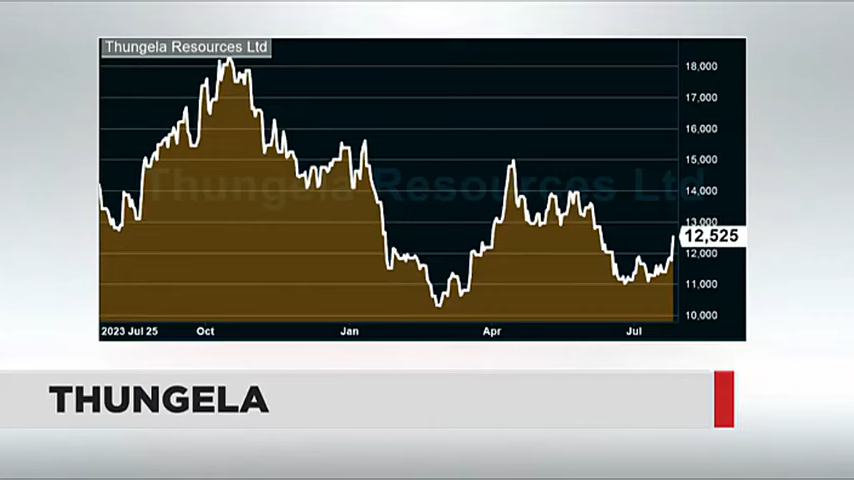 Thungela Resources Ltd
18,000
17,000
16,000
15,000
Thungela Resources Ltd
14,000
13,000
12,525
12,000
11,000
10,000
2023 Jul 25 Oct Jan Apr Jul
THUNGELA